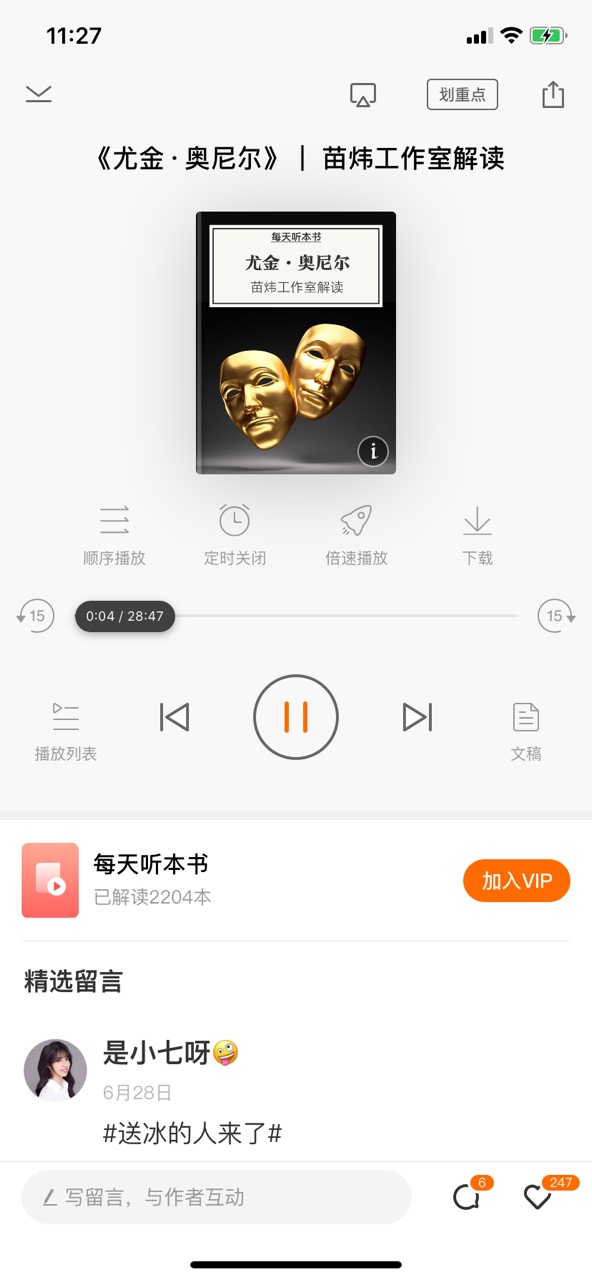 11:27
划重点
《尤金·奥尼尔》｜ 苗炜工作室解读
每天听本书
尤金·奥尼尔
苗炜工作室解读
i
顺序播放
定时关闭
倍速播放
下载
15
0:04 / 28:47
15
播放列表
文稿
每天听本书
已解读2204本
加入VIP
精选留言
是小七呀🤪
6月28日
#送冰的人来了#
写留言，与作者互动
6
247